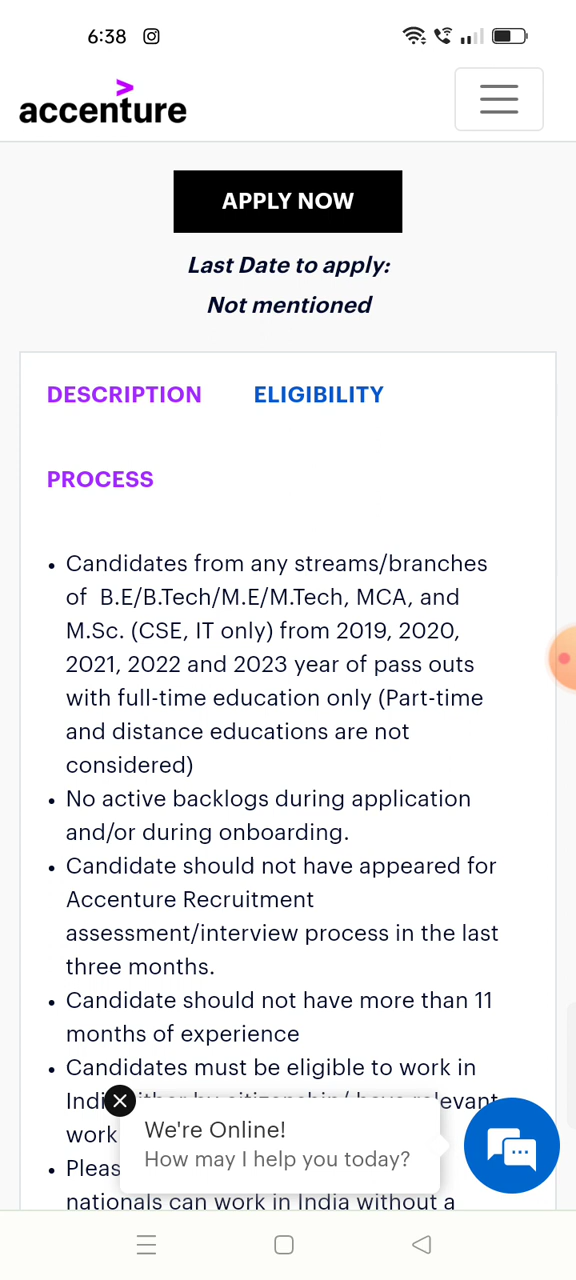 6:38
accenture
APPLY NOW
Last Date to apply:
Not mentioned
DESCRIPTION ELIGIBILITY
PROCESS
• Candidates from any streams/branches
of B.E/B.Tech/M.E/M.Tech, MCA, and
M.Sc. (CSE, IT only) from 2019, 2020,
2021, 2022 and 2023 year of pass outs
with full-time education only (Part-time
and distance educations are not
considered)
• No active backlogs during application
and/or during onboarding.
• Candidate should not have appeared for
Accenture Recruitment
assessment/interview process in the last
three months.
• Candidate should not have more than 11
months of experience
• Candidates must be eligible to work in
work
We're Online!
How may I help you today?
nationals can work in India without a